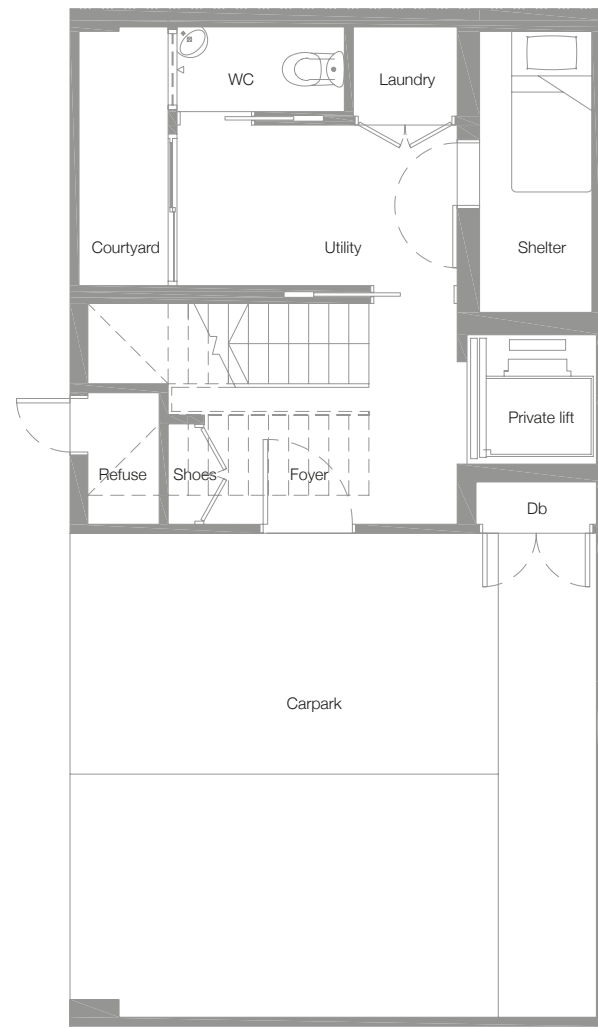 WC
Laundry
Courtyard
Utility
Shelter
Private lift
Refuse
Shoes
Foyer
Db
Carpark